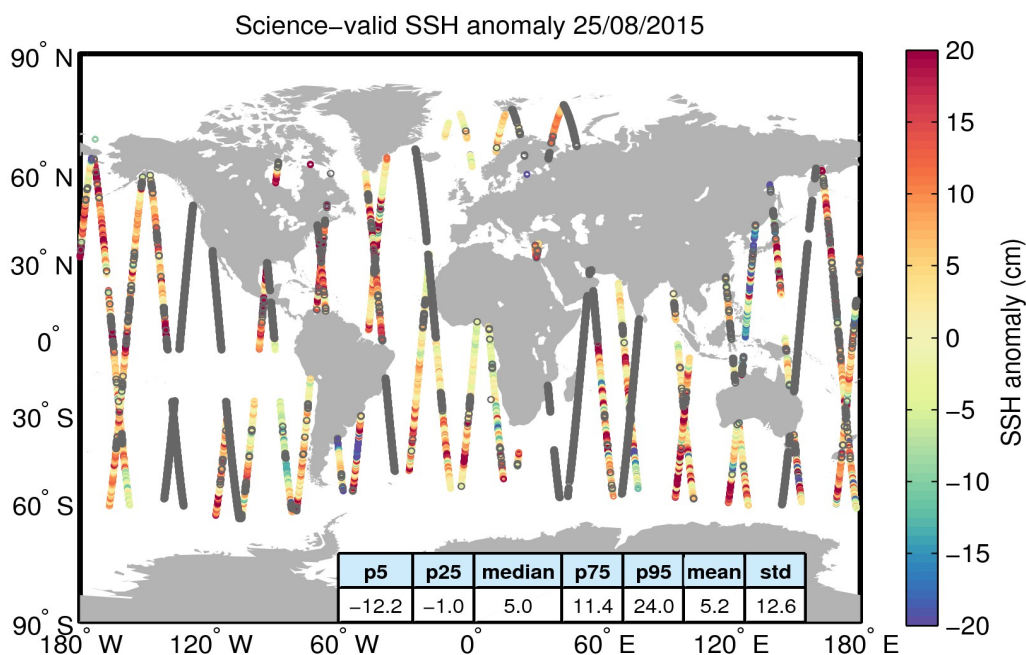 Science−valid SSH anomaly 25/08/2015
90° N
60° N
30° N
0°
30° S
60° S
90° S
180° W
120° W
60° W
0°
60° E
120° E
180° E
p5 p25 median p75 p95 mean std
−12.2 −1.0 5.0 11.4 24.0 5.2 12.6
20
15
10
5
0
−5
−10
−15
−20
SSH anomaly (cm)